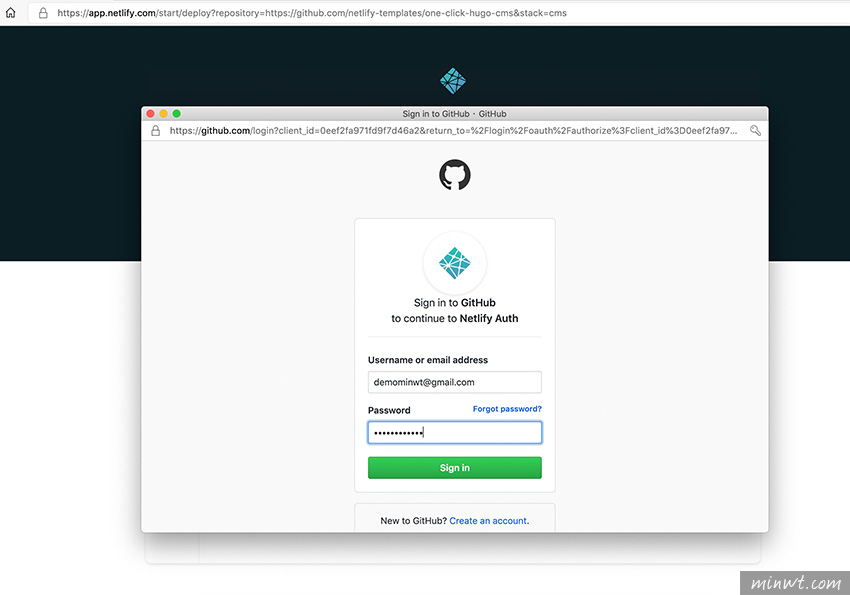 https://app.netlify.com/start/deploy?repository=https://github.com/netlify-templates/one-click-hugo-cms&stack=cms
Sign in to GitHub · GitHub
https://github.com/login?client_id=0eef2fa971fd9f7d46a2&return_to=%2Flogin%2Foauth%2Fauthorize%3Fclient_id%3D0eef2fa97...
Sign in to GitHub
to continue to Netlify Auth
Username or email address
demominwt@gmail.com
Password Forgot password?
••••••••••••
Sign in
New to GitHub? Create an account.
minwt.com